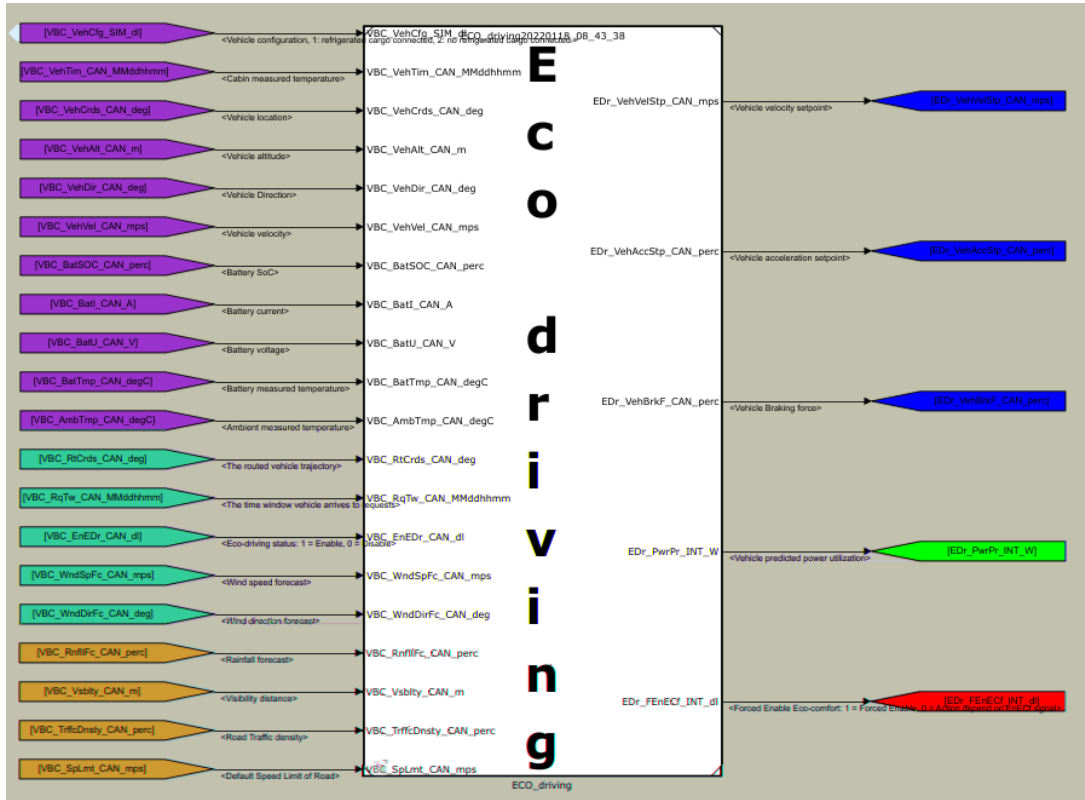 [VBC_VehCfg_SIM_dl]
<Vehicle configuration, 1: refrigerated cargo connected, 2: no refrigerated cargo connected>
VBC_VehCfg_SIM_dl
ECO_driving20220118_08_43_38
[VBC_VehTim_CAN_MMddhhmm]
<Cabin measured temperature>
VBC_VehTim_CAN_MMddhhmm
[VBC_VehCrds_CAN_deg]
<Vehicle location>
VBC_VehCrds_CAN_deg
[VBC_VehAlt_CAN_m]
<Vehicle altitude>
VBC_VehAlt_CAN_m
[VBC_VehDir_CAN_deg]
<Vehicle Direction>
VBC_VehDir_CAN_deg
[VBC_VehVel_CAN_mps]
<Vehicle velocity>
VBC_VehVel_CAN_mps
[VBC_BatSOC_CAN_perc]
<Battery SoC>
VBC_BatSOC_CAN_perc
[VBC_BatI_CAN_A]
<Battery current>
VBC_BatI_CAN_A
[VBC_BatU_CAN_V]
<Battery voltage>
VBC_BatU_CAN_V
[VBC_BatTmp_CAN_degC]
<Battery measured temperature>
VBC_BatTmp_CAN_degC
[VBC_AmbTmp_CAN_degC]
<Ambient measured temperature>
VBC_AmbTmp_CAN_degC
[VBC_RtCrds_CAN_deg]
<The routed vehicle trajectory>
VBC_RtCrds_CAN_deg
[VBC_RqTw_CAN_MMddhhmm]
<The time window vehicle arrives to requests>
VBC_RqTw_CAN_MMddhhmm
[VBC_EnEDr_CAN_dl]
<Eco-driving status: 1 = Enable, 0 = Disable>
VBC_EnEDr_CAN_dl
[VBC_WndSpFc_CAN_mps]
<Wind speed forecast>
VBC_WndSpFc_CAN_mps
[VBC_WndDirFc_CAN_deg]
<Wind direction forecast>
VBC_WndDirFc_CAN_deg
[VBC_RnflFc_CAN_perc]
<Rainfall forecast>
VBC_RnflFc_CAN_perc
[VBC_Vsblty_CAN_m]
<Visibility distance>
VBC_Vsblty_CAN_m
[VBC_TrffcDnsty_CAN_perc]
<Road Traffic density>
VBC_TrffcDnsty_CAN_perc
[VBC_SpLmt_CAN_mps]
<Default Speed Limit of Road>
VBC_SpLmt_CAN_mps
Eco driving
EDr_VehVelStp_CAN_mps
<Vehicle velocity setpoint>
[EDr_VehVelStp_CAN_mps]
EDr_VehAccStp_CAN_perc
<Vehicle acceleration setpoint>
[EDr_VehAccStp_CAN_perc]
EDr_VehBrkF_CAN_perc
<Vehicle Braking force>
[EDr_VehBrkF_CAN_perc]
EDr_PwrPr_INT_W
<Vehicle predicted power utilization>
[EDr_PwrPr_INT_W]
EDr_FEnECf_INT_dl
<Forced Enable Eco-comfort: 1 = Forced Enable, 0 = Action depend on EnECf signal>
[EDr_FEnECf_INT_dl]
ECO_driving